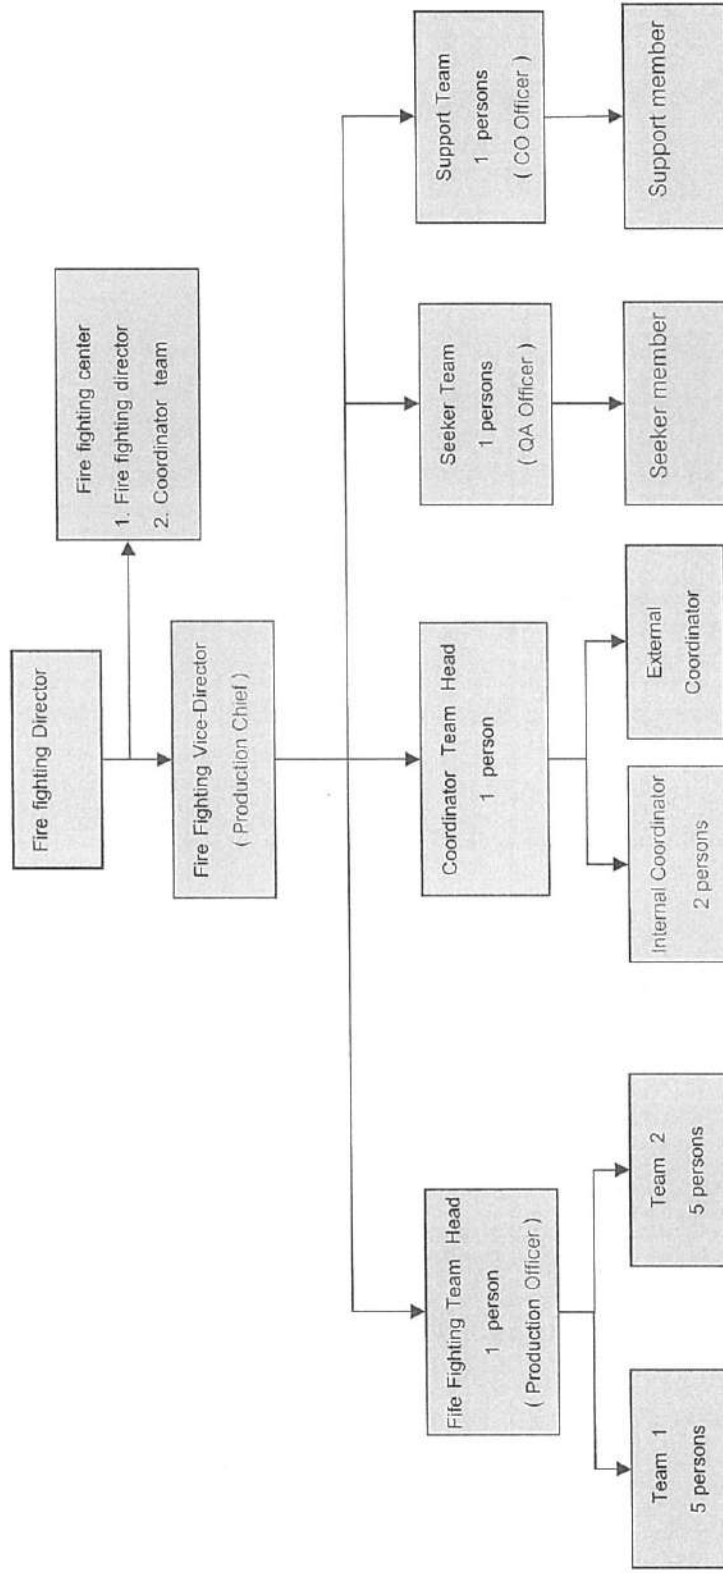 Fire fighting Director
Fire fighting center
1. Fire fighting director
2. Coordinator team
Fire Fighting Vice-Director
( Production Chief )
Fife Fighting Team Head
1 person
( Production Officer )
Coordinator Team Head
1 person
Seeker Team
1 persons
( QA Officer )
Support Team
1 persons
( CO Officer )
Team 1
5 persons
Team 2
5 persons
Internal Coordinator
2 persons
External
Coordinator
Seeker member
Support member